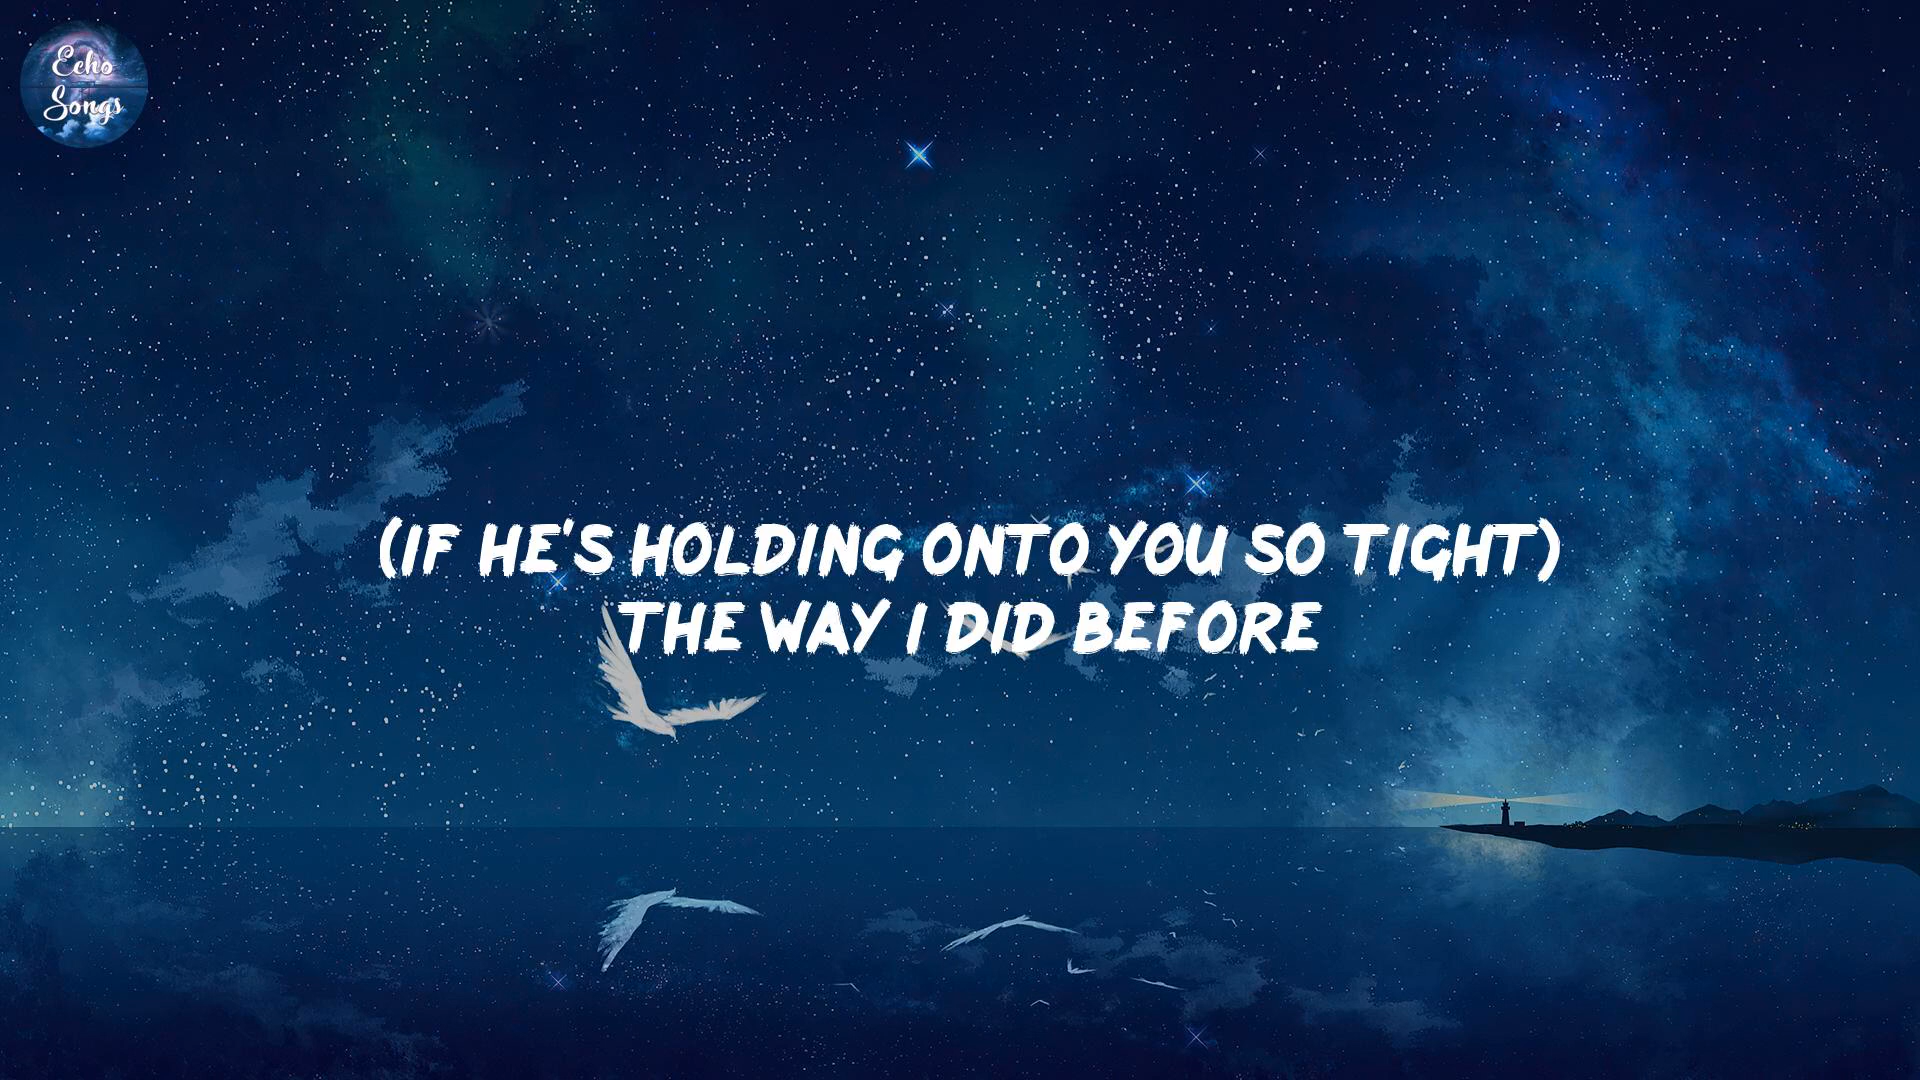 Echo
Songs
(IF HE'S HOLDING ONTO YOU SO TIGHT)
THE WAY I DID BEFORE